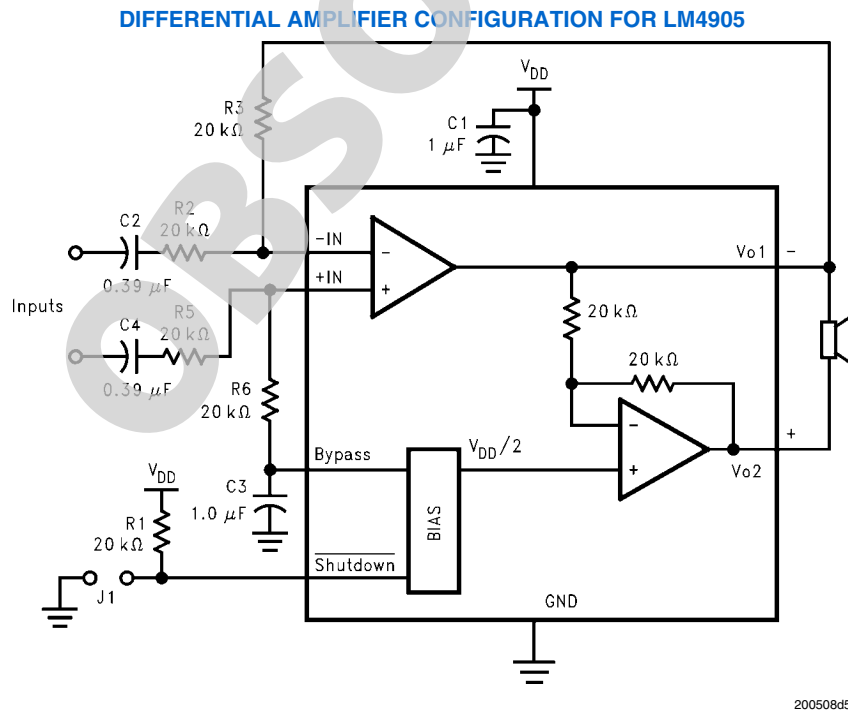 DIFFERENTIAL AMPLIFIER CONFIGURATION FOR LM4905
OBSO
VDD
R3
20 kΩ
C1
1 μF
C2
0.39 μF
R2
20 kΩ
-IN
+IN
-
+
Vo1
-
Inputs
C4
0.39 μF
R5
20 kΩ
20 kΩ
20 kΩ
R6
20 kΩ
-
+
+
Vo2
Bypass
VDD/2
VDD
C3
1.0 μF
BIAS
R1
20 kΩ
Shutdown
J1
GND
200508d5